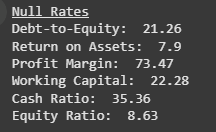 Null Rates
Debt-to-Equity: 21.26
Return on Assets: 7.9
Profit Margin: 73.47
Working Capital: 22.28
Cash Ratio: 35.36
Equity Ratio: 8.63